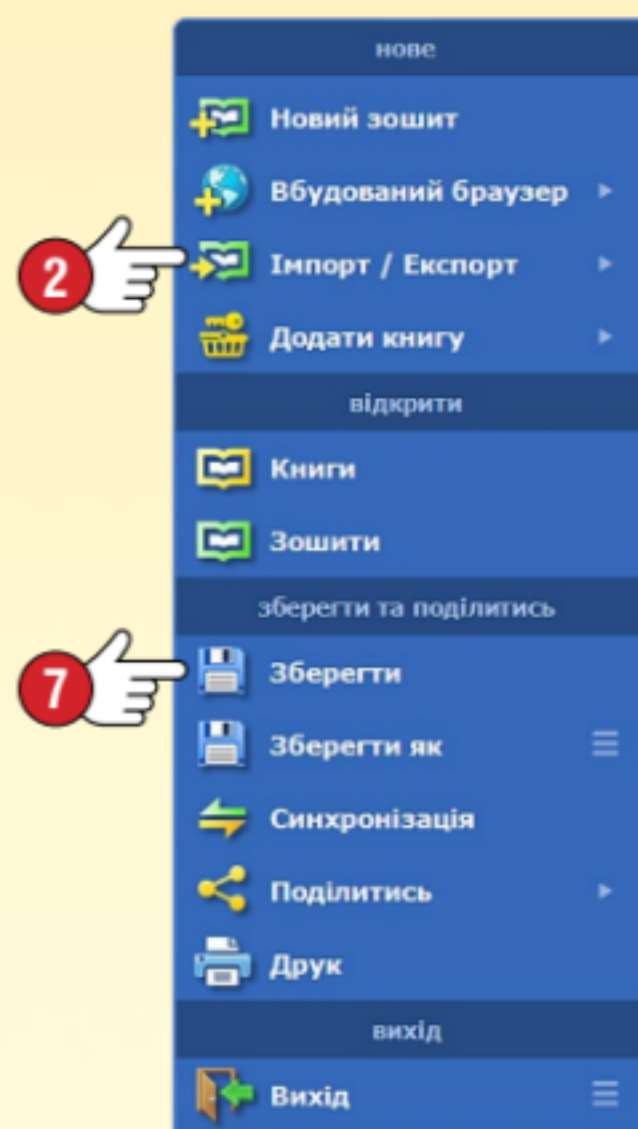 нове
Новий зошит
Вбудований браузер
2
Імпорт / Експорт
Додати книгу
відкрити
Книги
Зошити
зберегти та поділитись
7
Зберегти
Зберегти як
Синхронізація
Поділитись
Друк
вихід
Вихід